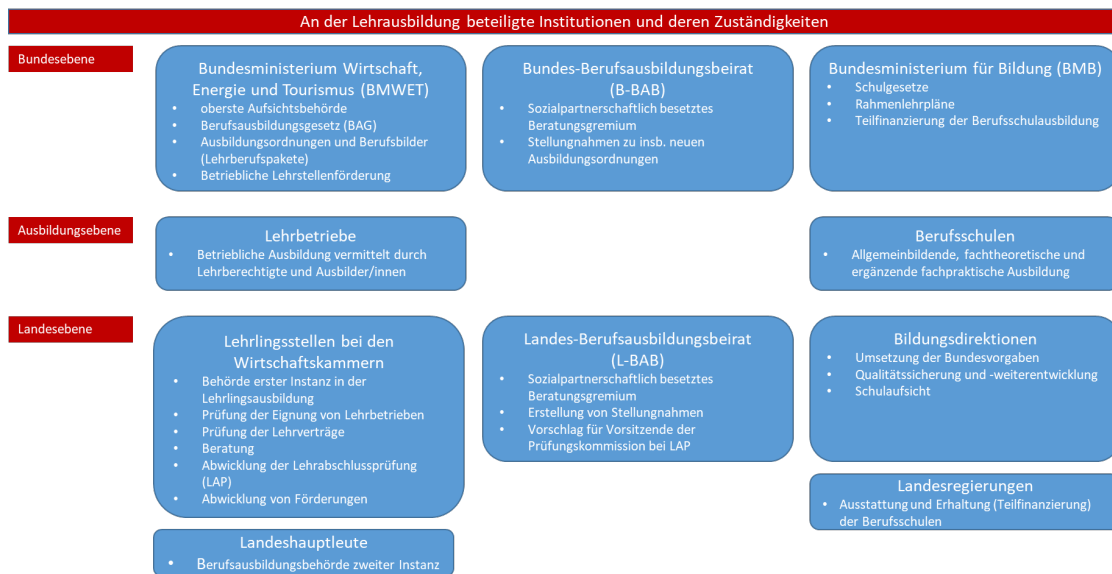 An der Lehrausbildung beteiligte Institutionen und deren Zuständigkeiten
Bundesebene
Bundesministerium Wirtschaft,
Energie und Tourismus (BMWET)
• oberste Aufsichtsbehörde
• Berufsausbildungsgesetz (BAG)
• Ausbildungsordnungen und Berufsbilder
(Lehrberufspakete)
• Betriebliche Lehrstellenförderung
Bundes-Berufsausbildungsbeirat
(B-BAB)
• Sozialpartnerschaftlich besetztes
Beratungsgremium
• Stellungnahmen zu insb. neuen
Ausbildungsordnungen
Bundesministerium für Bildung (BMB)
• Schulgesetze
• Rahmenlehrpläne
• Teilfinanzierung der Berufsschulausbildung
Ausbildungsebene
Lehrbetriebe
• Betriebliche Ausbildung vermittelt durch
Lehrberechtigte und Ausbilder/innen
Berufsschulen
• Allgemeinbildende, fachtheoretische und
ergänzende fachpraktische Ausbildung
Landesebene
Lehrlingsstellen bei den
Wirtschaftskammern
• Behörde erster Instanz in der
Lehrlingsausbildung
• Prüfung der Eignung von Lehrbetrieben
• Prüfung der Lehrverträge
• Beratung
• Abwicklung der Lehrabschlussprüfung
(LAP)
• Abwicklung von Förderungen
Landes-Berufsausbildungsbeirat
(L-BAB)
• Sozialpartnerschaftlich besetztes
Beratungsgremium
• Erstellung von Stellungnahmen
• Vorschlag für Vorsitzende der
Prüfungskommission bei LAP
Bildungsdirektionen
• Umsetzung der Bundesvorgaben
• Qualitätssicherung und -weiterentwicklung
• Schulaufsicht
Landesregierungen
• Ausstattung und Erhaltung (Teilfinanzierung)
der Berufsschulen
Landeshauptleute
• Berufsausbildungsbehörde zweiter Instanz